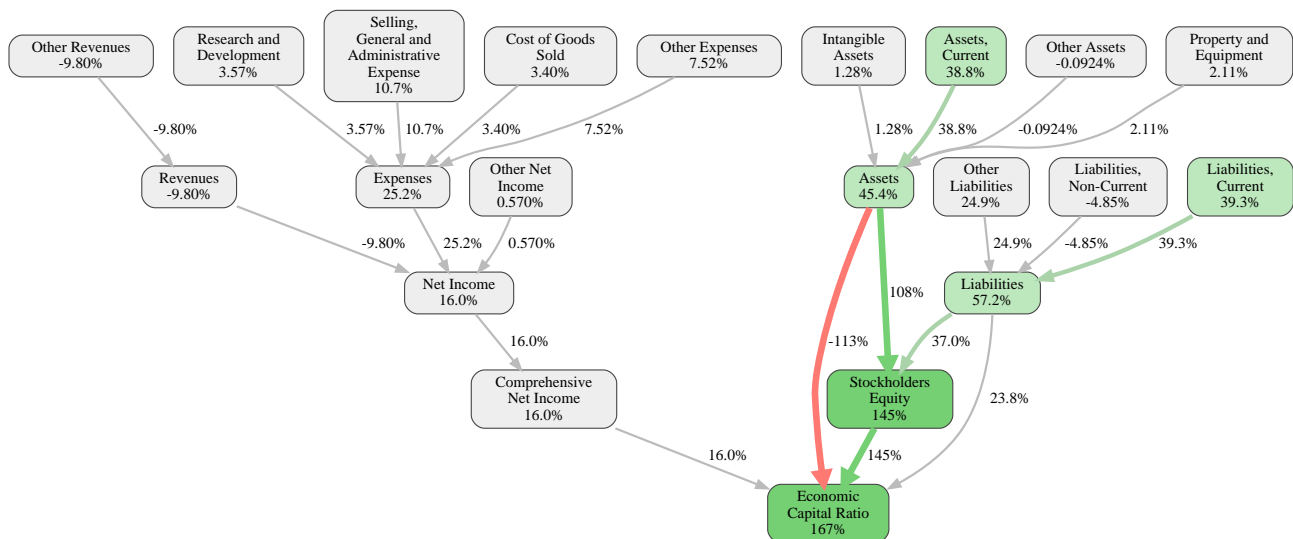 Other Revenues
-9.80%
Research and
Development
3.57%
Selling,
General and
Administrative
Expense
10.7%
Cost of Goods
Sold
3.40%
Other Expenses
7.52%
Intangible
Assets
1.28%
Assets,
Current
38.8%
Other Assets
-0.0924%
Property and
Equipment
2.11%
-9.80%
3.57%
10.7%
3.40%
7.52%
1.28%
38.8%
-0.0924%
2.11%
Revenues
-9.80%
Expenses
25.2%
Other Net
Income
0.570%
Assets
45.4%
Other
Liabilities
24.9%
Liabilities,
Non-Current
-4.85%
Liabilities,
Current
39.3%
-9.80%
25.2%
0.570%
24.9%
-4.85%
39.3%
Net Income
16.0%
108%
Liabilities
57.2%
16.0%
-113%
37.0%
Comprehensive
Net Income
16.0%
Stockholders
Equity
145%
23.8%
16.0%
145%
Economic
Capital Ratio
167%